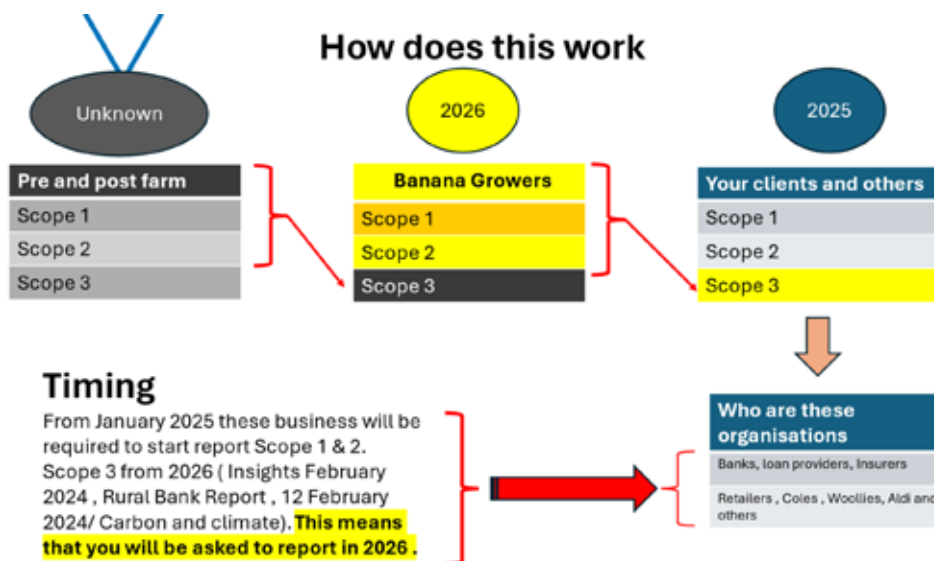 How does this work
Unknown
2026
2025
Pre and post farm
Scope 1
Scope 2
Scope 3
Banana Growers
Scope 1
Scope 2
Scope 3
Your clients and others
Scope 1
Scope 2
Scope 3
Timing
From January 2025 these business will be
required to start report Scope 1 & 2.
Scope 3 from 2026 ( Insights February
2024 , Rural Bank Report , 12 February
2024/ Carbon and climate). This means
that you will be asked to report in 2026 .
Who are these
organisations
Banks, loan providers, Insurers
Retailers , Coles , Woollies, Aldi and
others